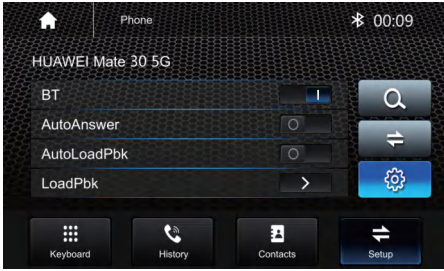 Phone
00:09
HUAWEI Mate 30 5G
BT
AutoAnswer
AutoLoadPbk
LoadPbk
Keyboard
History
Contacts
Setup